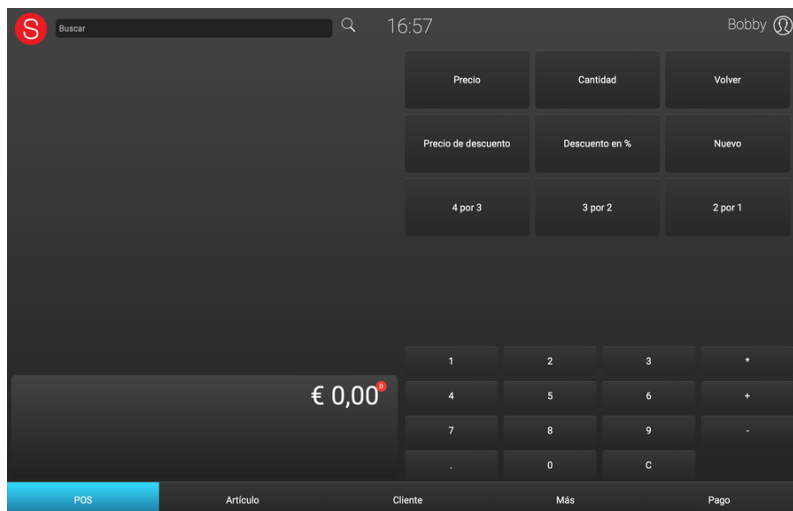 S Buscar 16:57 Bobby
Precio Cantidad Volver
Precio de descuento Descuento en % Nuevo
4 por 3 3 por 2 2 por 1
1 2 3 *
€ 0,00 0
4 5 6 +
7 8 9 -
. 0 C
POS Artículo Cliente Más Pago